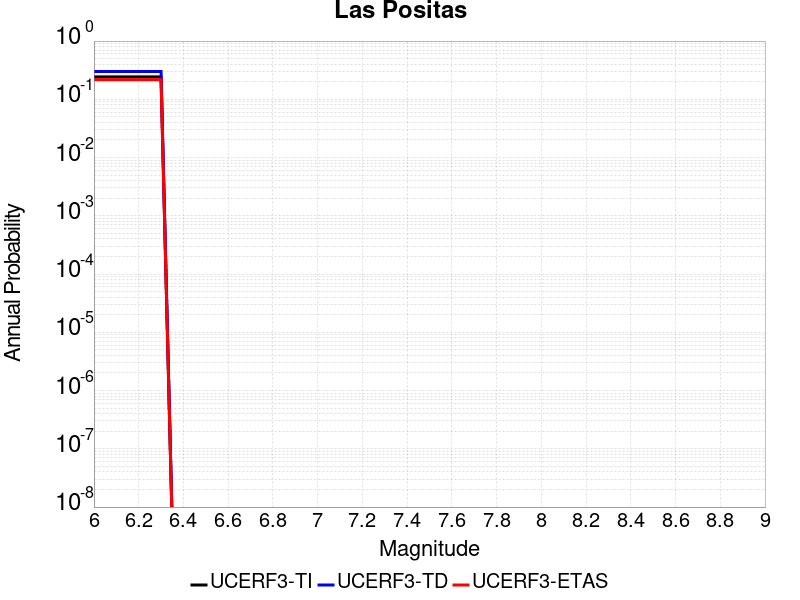 Las Positas
Annual Probability
10^0
10^-1
10^-2
10^-3
10^-4
10^-5
10^-6
10^-7
10^-8
6 6.2 6.4 6.6 6.8 7 7.2 7.4 7.6 7.8 8 8.2 8.4 8.6 8.8 9
Magnitude
UCERF3-TI UCERF3-TD UCERF3-ETAS